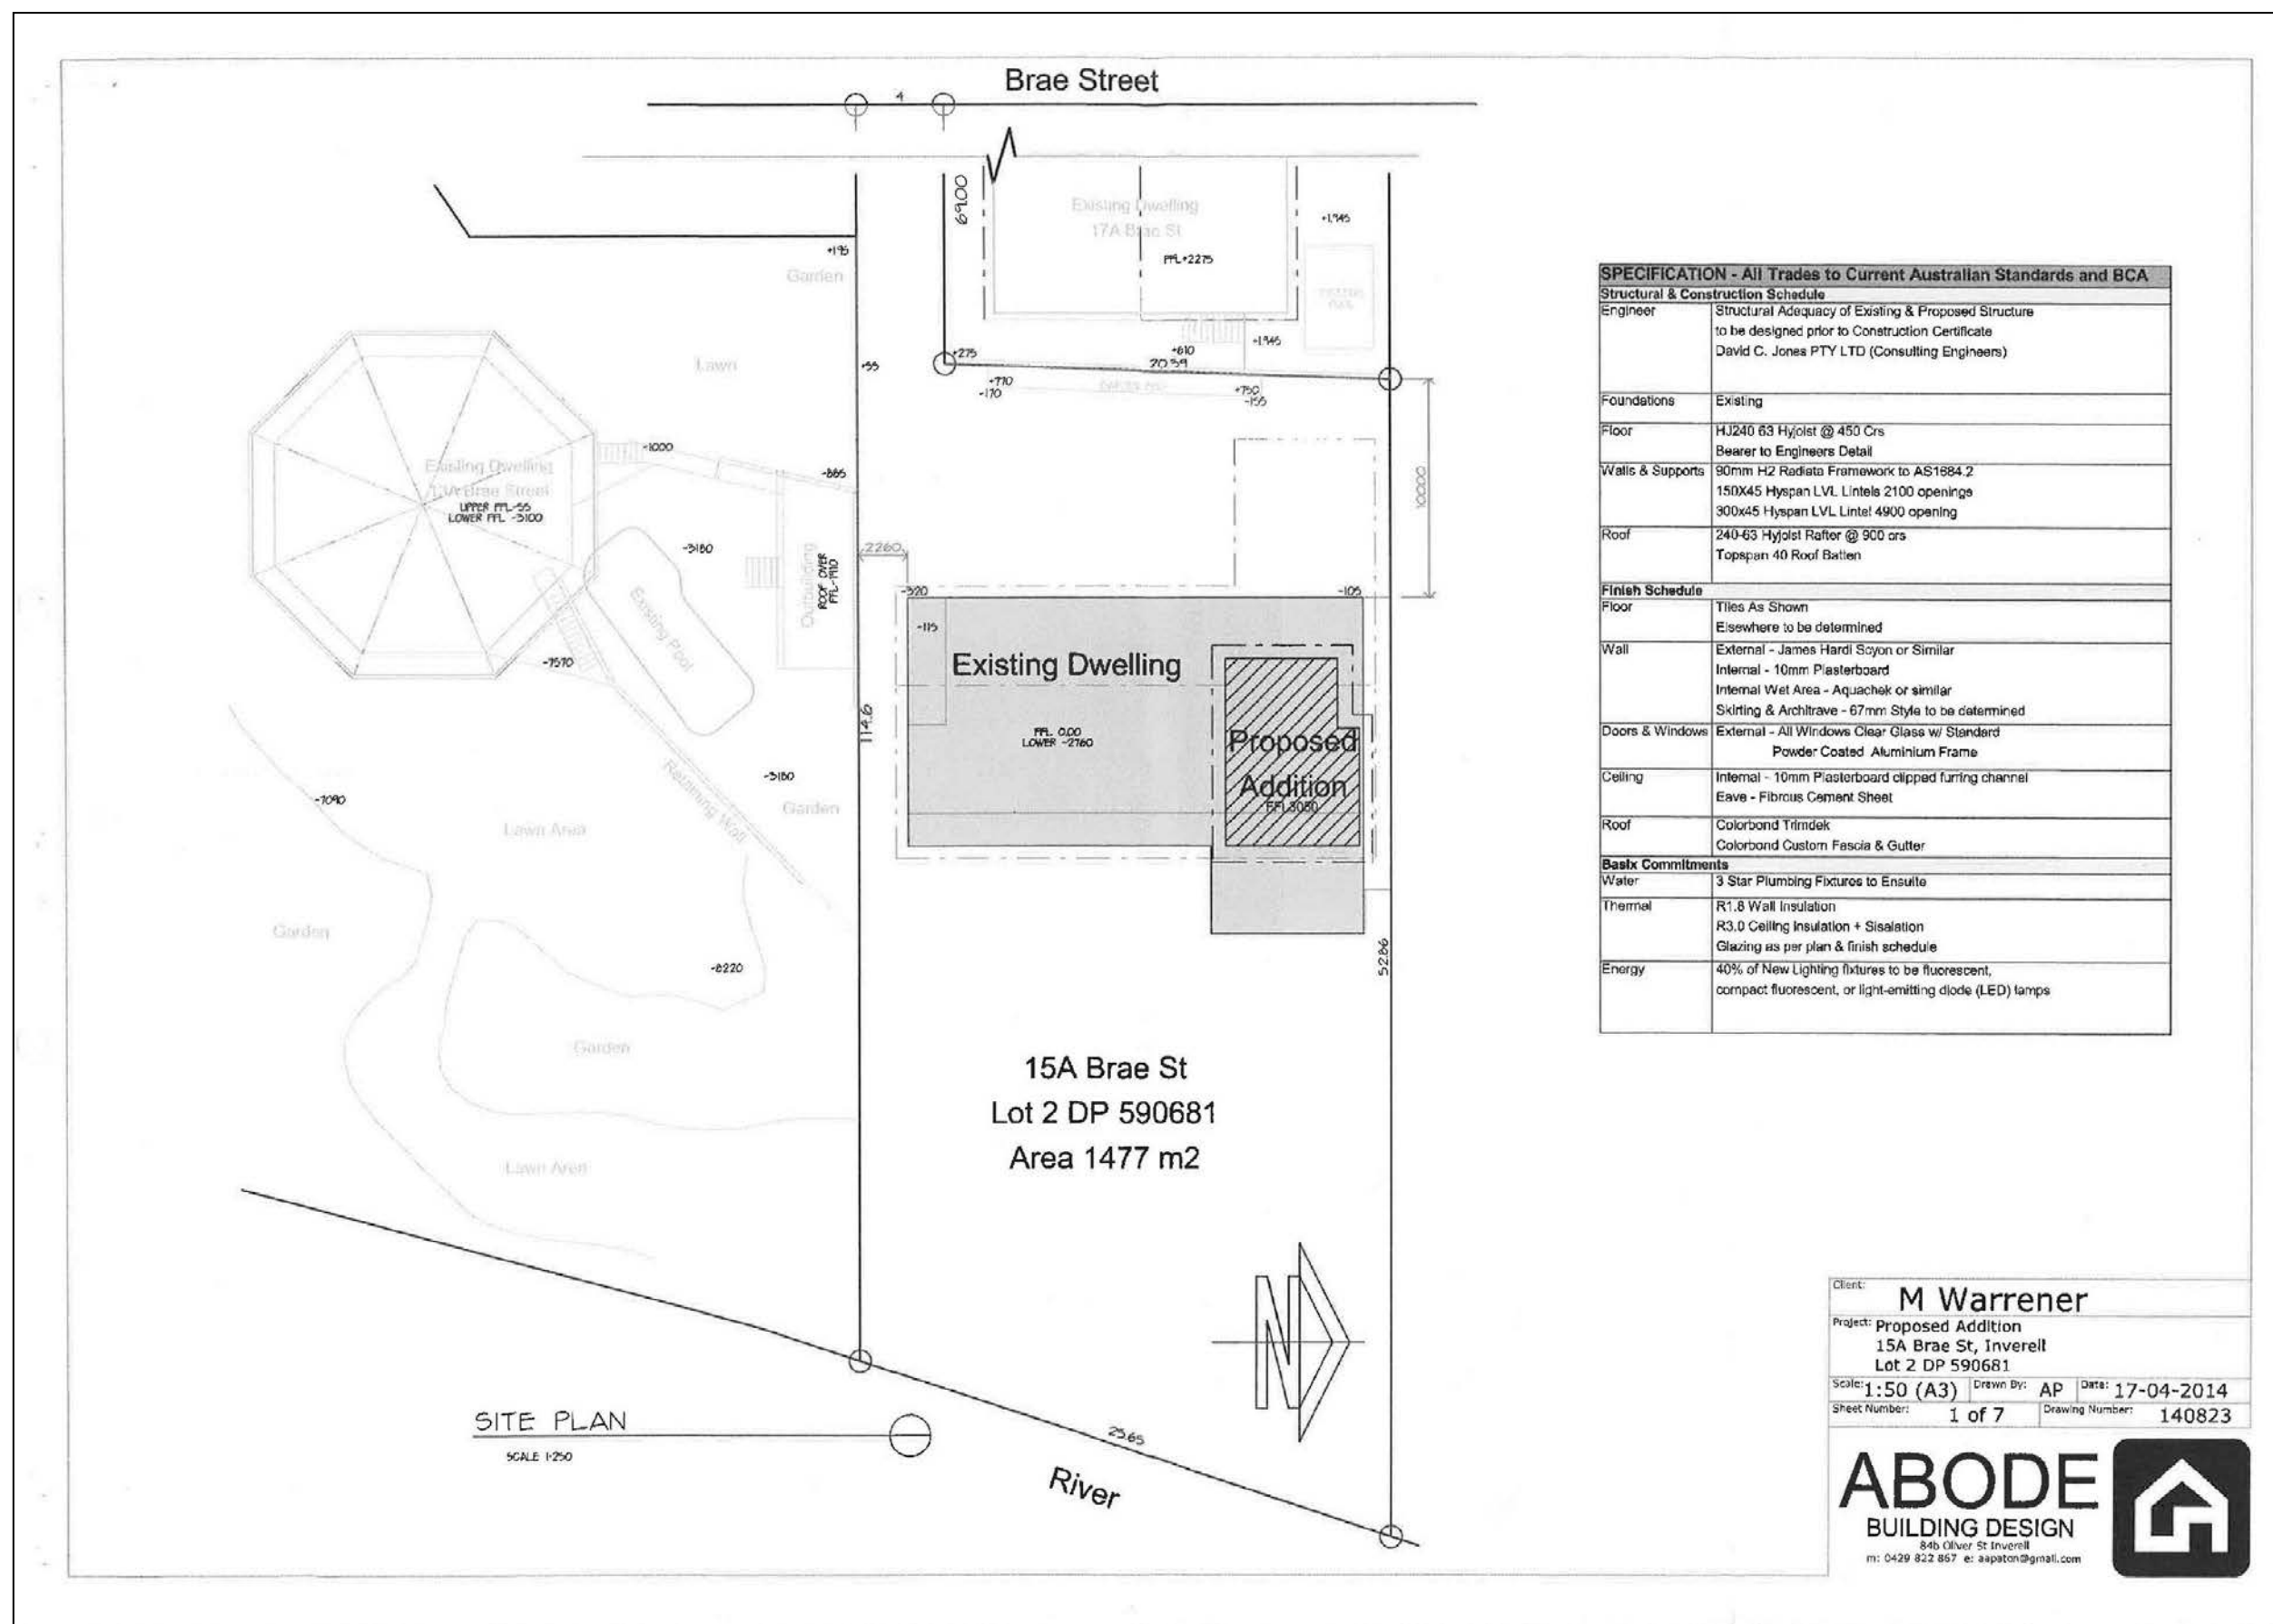 Brae Street
4
69.00
Existing Dwelling
17A Brae St
FFL+2275
+1,945
+195
Garden
+55
+275
+610
+1,945
20.59
+770
-170
+750
-155
Lawn
-1000
-885
Existing Dwelling
13A Brae Street
UPPER FFL-55
LOWER FFL -3100
-3180
Outbuilding
ROOF OVER
FFL-1910
2260
10000
-320
-105
-115
Existing Dwelling
FFL 0.00
LOWER -2760
Proposed
Addition
FFL3050
Existing Pool
-7570
114.6
Retaining Wall
-3180
Garden
-7090
Lawn Area
Garden
-8220
52.86
Garden
Lawn Area
15A Brae St
Lot 2 DP 590681
Area 1477 m2
N
25.65
River
SITE PLAN
SCALE 1:250
SPECIFICATION - All Trades to Current Australian Standards and BCA
Structural & Construction Schedule
Engineer Structural Adequacy of Existing & Proposed Structure
to be designed prior to Construction Certificate
David C. Jones PTY LTD (Consulting Engineers)
Foundations Existing
Floor HJ240 63 Hyjoist @ 450 Crs
Bearer to Engineers Detail
Walls & Supports 90mm H2 Radiata Framework to AS1684.2
150X45 Hyspan LVL Lintels 2100 openings
300x45 Hyspan LVL Lintel 4900 opening
Roof 240-63 Hyjoist Rafter @ 900 crs
Topspan 40 Roof Batten
Finish Schedule
Floor Tiles As Shown
Elsewhere to be determined
Wall External - James Hardi Scyon or Similar
Internal - 10mm Plasterboard
Internal Wet Area - Aquachek or similar
Skirting & Architrave - 67mm Style to be determined
Doors & Windows External - All Windows Clear Glass w/ Standard
Powder Coated Aluminium Frame
Ceiling Internal - 10mm Plasterboard clipped furring channel
Eave - Fibrous Cement Sheet
Roof Colorbond Trimdek
Colorbond Custom Fascia & Gutter
Basix Commitments
Water 3 Star Plumbing Fixtures to Ensuite
Thermal R1.8 Wall Insulation
R3.0 Ceiling Insulation + Sisalation
Glazing as per plan & finish schedule
Energy 40% of New Lighting fixtures to be fluorescent,
compact fluorescent, or light-emitting diode (LED) lamps
Client: M Warrener
Project: Proposed Addition
15A Brae St, Inverell
Lot 2 DP 590681
Scale: 1:50 (A3) Drawn By: AP Date: 17-04-2014
Sheet Number: 1 of 7 Drawing Number: 140823
ABODE
BUILDING DESIGN
84b Oliver St Inverell
m: 0429 822 867 e: aapaton@gmail.com